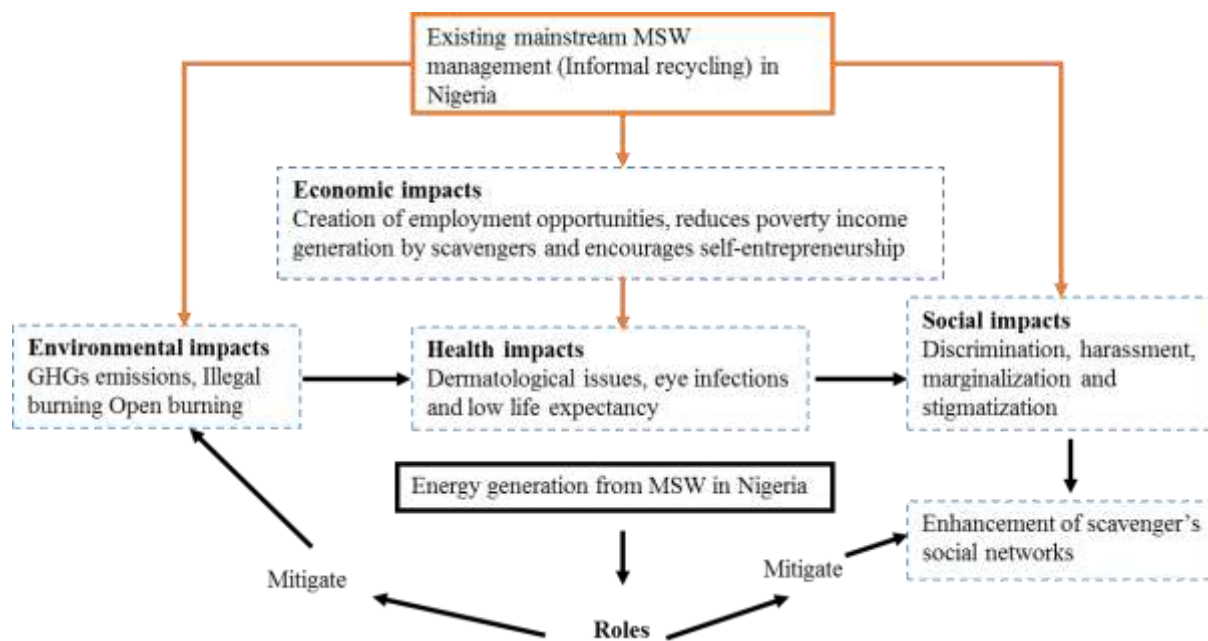 Existing mainstream MSW
management (Informal recycling) in
Nigeria
Economic impacts
Creation of employment opportunities, reduces poverty income
generation by scavengers and encourages self-entrepreneurship
Environmental impacts
GHGs emissions, Illegal
burning Open burning
Health impacts
Dermatological issues, eye infections
and low life expectancy
Social impacts
Discrimination, harassment,
marginalization and
stigmatization
Energy generation from MSW in Nigeria
Enhancement of scavenger's
social networks
Mitigate
Mitigate
Roles